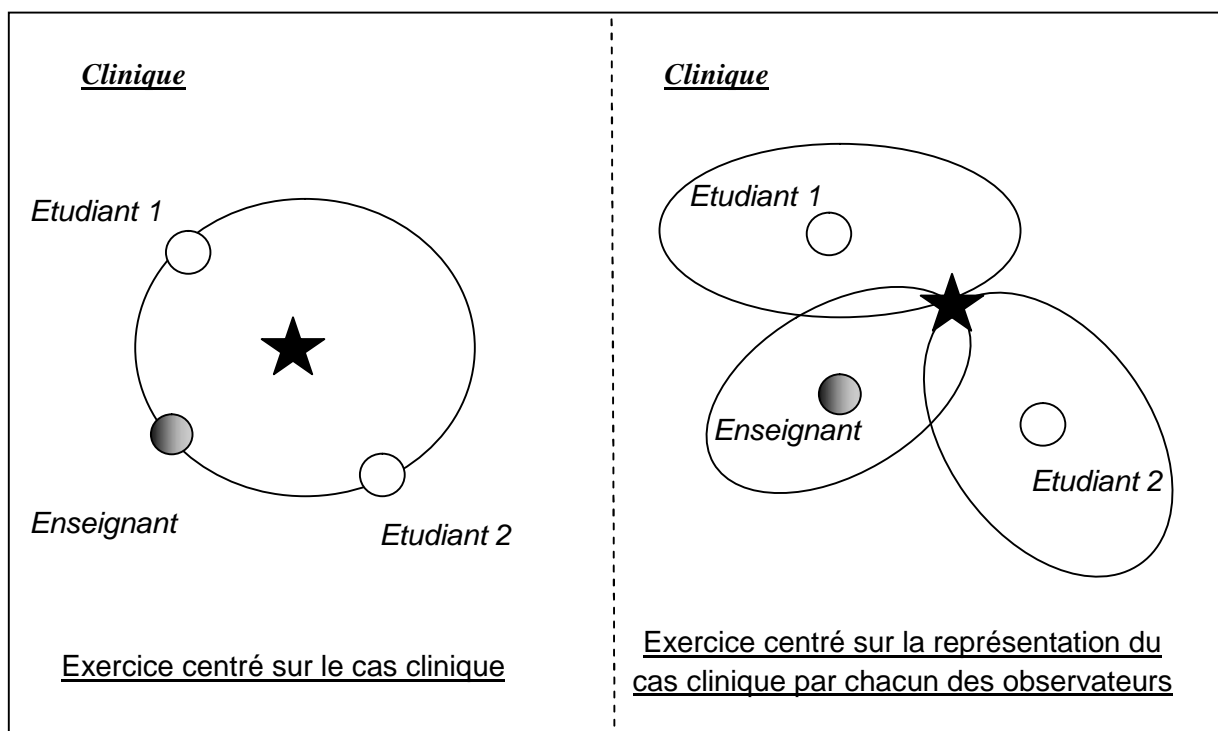 Clinique
Etudiant 1
Enseignant
Etudiant 2
Exercice centré sur le cas clinique
Clinique
Etudiant 1
Enseignant
Etudiant 2
Exercice centré sur la représentation du
cas clinique par chacun des observateurs